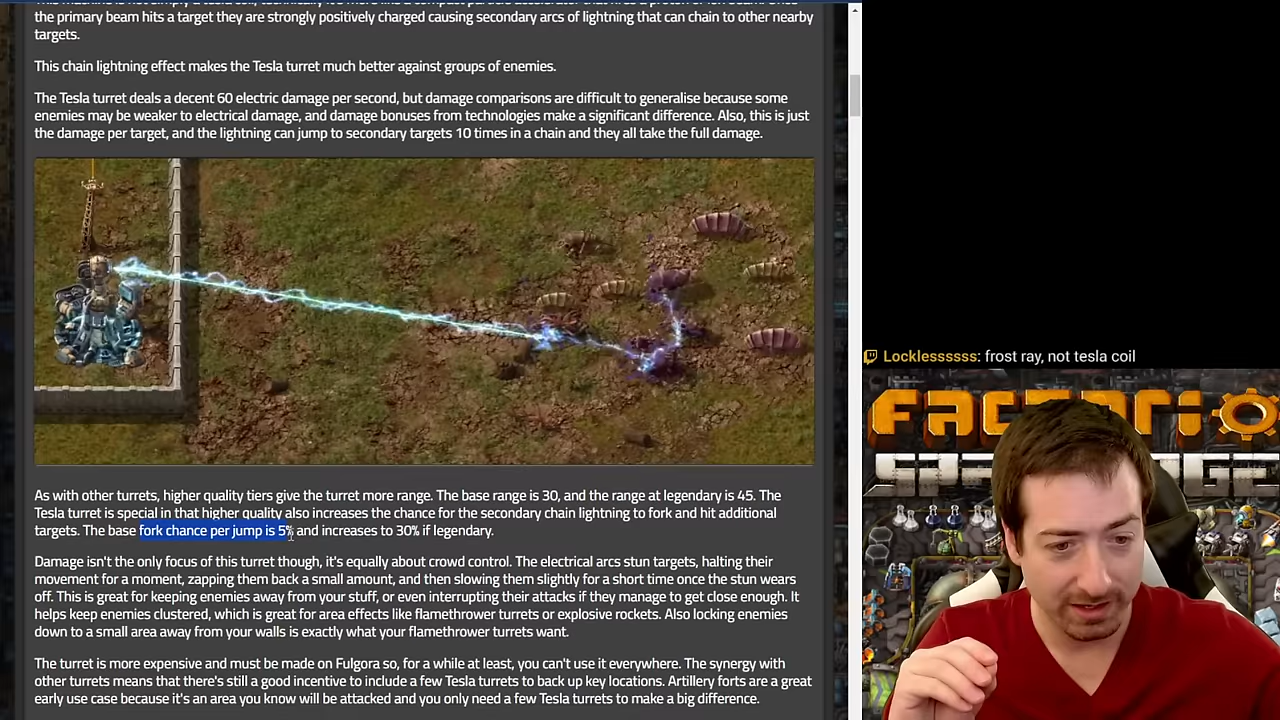 the primary beam hits a target they are strongly positively charged causing secondary arcs of lightning that can chain to other nearby
targets.
This chain lightning effect makes the Tesla turret much better against groups of enemies.
The Tesla turret deals a decent 60 electric damage per second, but damage comparisons are difficult to generalise because some
enemies may be weaker to electrical damage, and damage bonuses from technologies make a significant difference. Also, this is just
the damage per target, and the lightning can jump to secondary targets 10 times in a chain and they all take the full damage.
Locklessssss: frost ray, not tesla coil
FACTORIO
As with other turrets, higher quality tiers give the turret more range. The base range is 30, and the range at legendary is 45. The
Tesla turret is special in that higher quality also increases the chance for the secondary chain lightning to fork and hit additional
targets. The base fork chance per jump is 5% and increases to 30% if legendary.
Damage isn't the only focus of this turret though, it's equally about crowd control. The electrical arcs stun targets, halting their
movement for a moment, zapping them back a small amount, and then slowing them slightly for a short time once the stun wears
off. This is great for keeping enemies away from your stuff, or even interrupting their attacks if they manage to get close enough. It
helps keep enemies clustered, which is great for area effects like flamethrower turrets or explosive rockets. Also locking enemies
down to a small area away from your walls is exactly what your flamethrower turrets want.
The turret is more expensive and must be made on Fulgora so, for a while at least, you can't use it everywhere. The synergy with
other turrets means that there's still a good incentive to include a few Tesla turrets to back up key locations. Artillery forts are a great
early use case because it's an area you know will be attacked and you only need a few Tesla turrets to make a big difference.